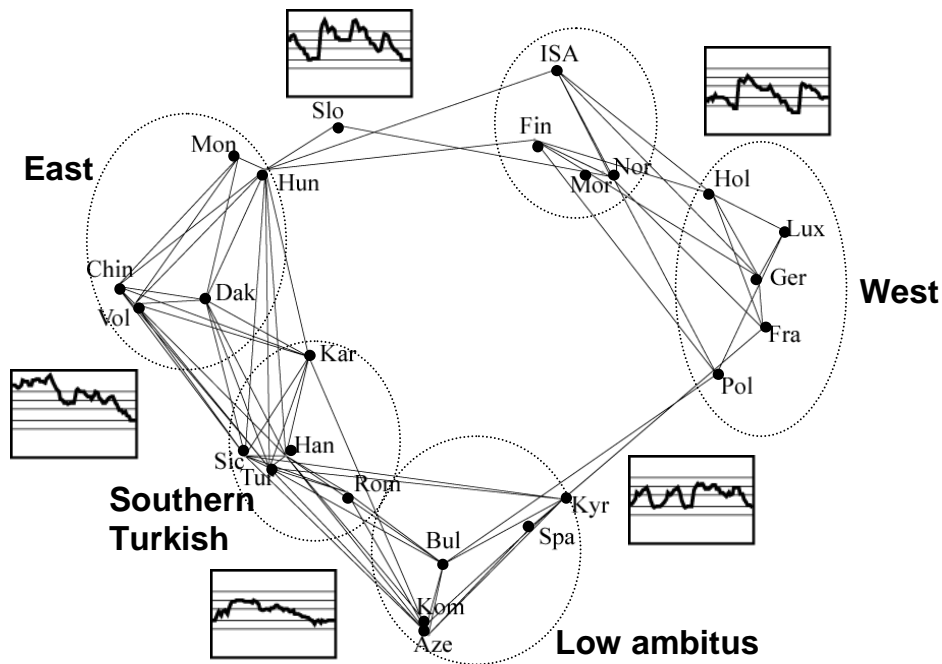 ISA
Slo
Fin
Mon
East
Hun
Mor
Nor
Hol
Lux
Chin
Dak
Ger
West
Vol
Fra
Kar
Pol
Han
Sic
Tur
Rom
Southern
Turkish
Kyr
Spa
Bul
Kom
Aze
Low ambitus